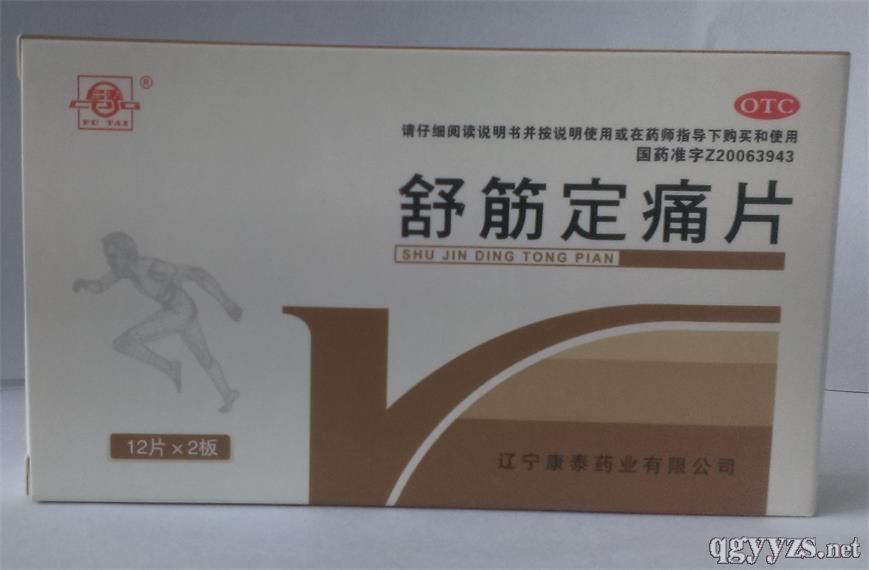 FU TAI
®
OTC
请仔细阅读说明书并按说明使用或在药师指导下购买和使用
国药准字Z20063943
舒筋定痛片
SHU JIN DING TONG PIAN
12片×2板
辽宁康泰药业有限公司
qgyyzs.net